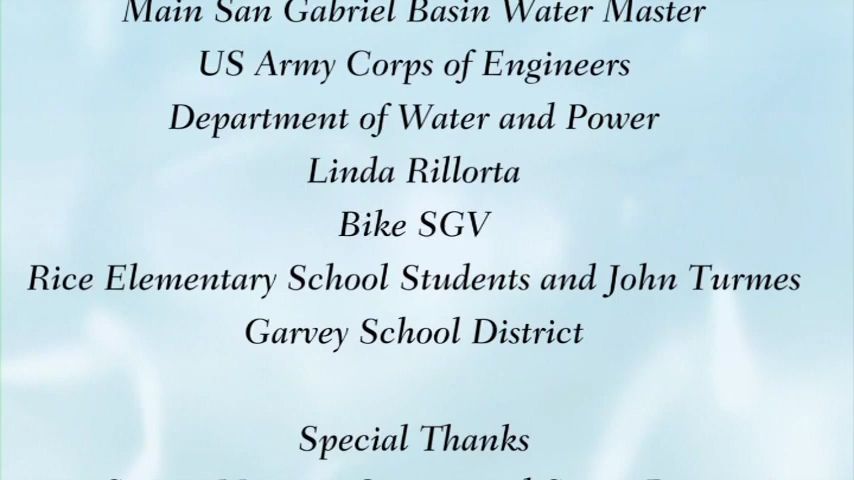 Main San Gabriel Basin Water Master
US Army Corps of Engineers
Department of Water and Power
Linda Rillorta
Bike SGV
Rice Elementary School Students and John Turmes
Garvey School District
Special Thanks